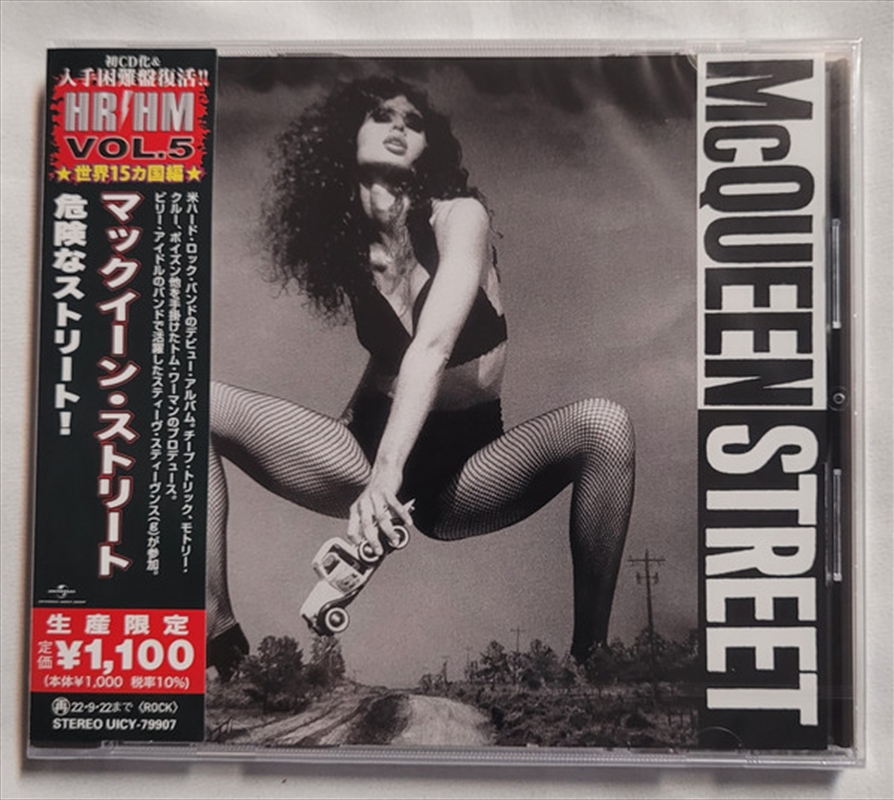 初CD化&
入手困難盤復活!!
HR/HM
VOL.5
★世界15カ国編★
米ハード・ロック・バンドのデビュー・アルバム。チープ・トリック、モトリー・
クルー、ポイズン他を手掛けたトム・ワーマンのプロデュース。
ビリー・アイドルのバンドで活躍したスティーヴ・スティーヴンス(g)が参加。
マックイーン・ストリート
危険なストリート!
生産限定
定価 ¥1,100
(本体¥1,000 税率10%)
再 22-9-22まで 〈ROCK〉
STEREO UICY-79907
McQUEEN STREET